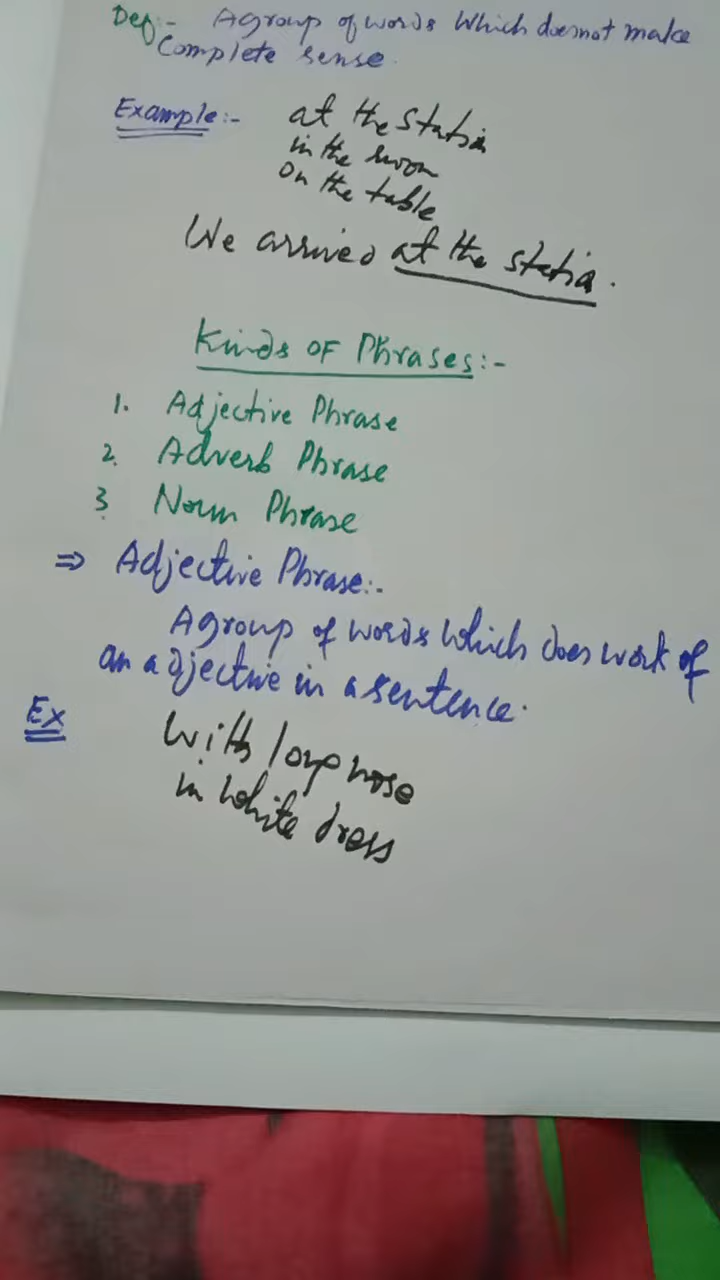 Def:- A group of words which does not make
Complete sense.
Example:- at the station
in the room
on the table
We arrived at the station.
Kinds of Phrases:-
1. Adjective Phrase
2. Adverb Phrase
3 Noun Phrase
⇒ Adjective Phrase:-
A group of words which does work of
an adjective in a sentence.
Ex with long nose
in white dress